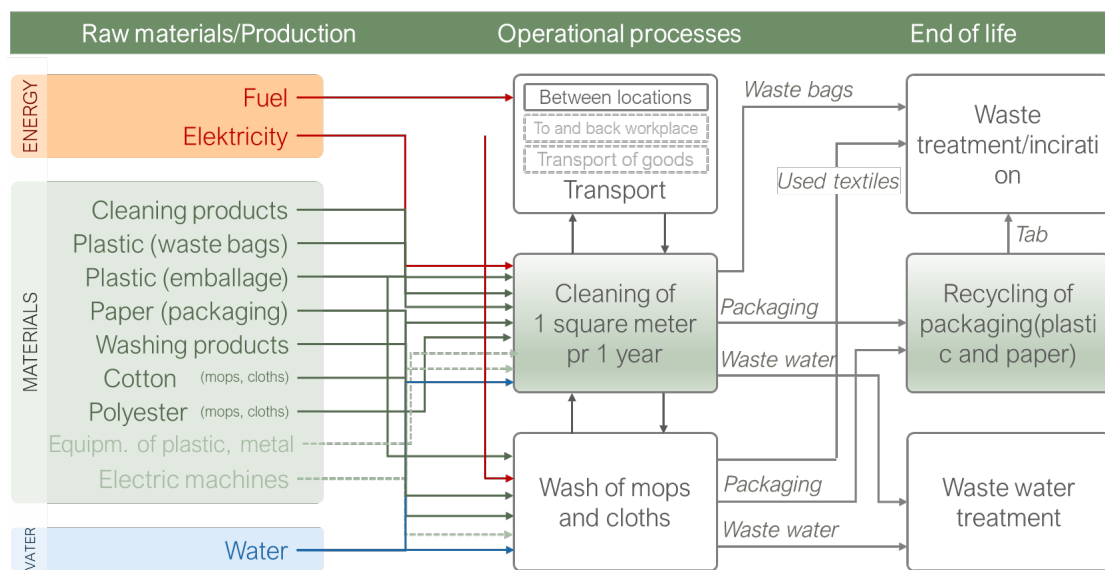 Raw materials/Production
Operational processes
End of life
ENERGY
Fuel
Elektricity
MATERIALS
Cleaning products
Plastic (waste bags)
Plastic (emballage)
Paper (packaging)
Washing products
Cotton (mops, cloths)
Polyester (mops, cloths)
Equipm. of plastic, metal
Electric machines
WATER
Water
Between locations
To and back workplace
Transport of goods
Transport
Cleaning of
1 square meter
pr 1 year
Wash of mops
and cloths
Waste bags
Used textiles
Packaging
Waste water
Packaging
Waste water
Waste
treatment/incirati
on
Tab
Recycling of
packaging(plasti
c and paper)
Waste water
treatment